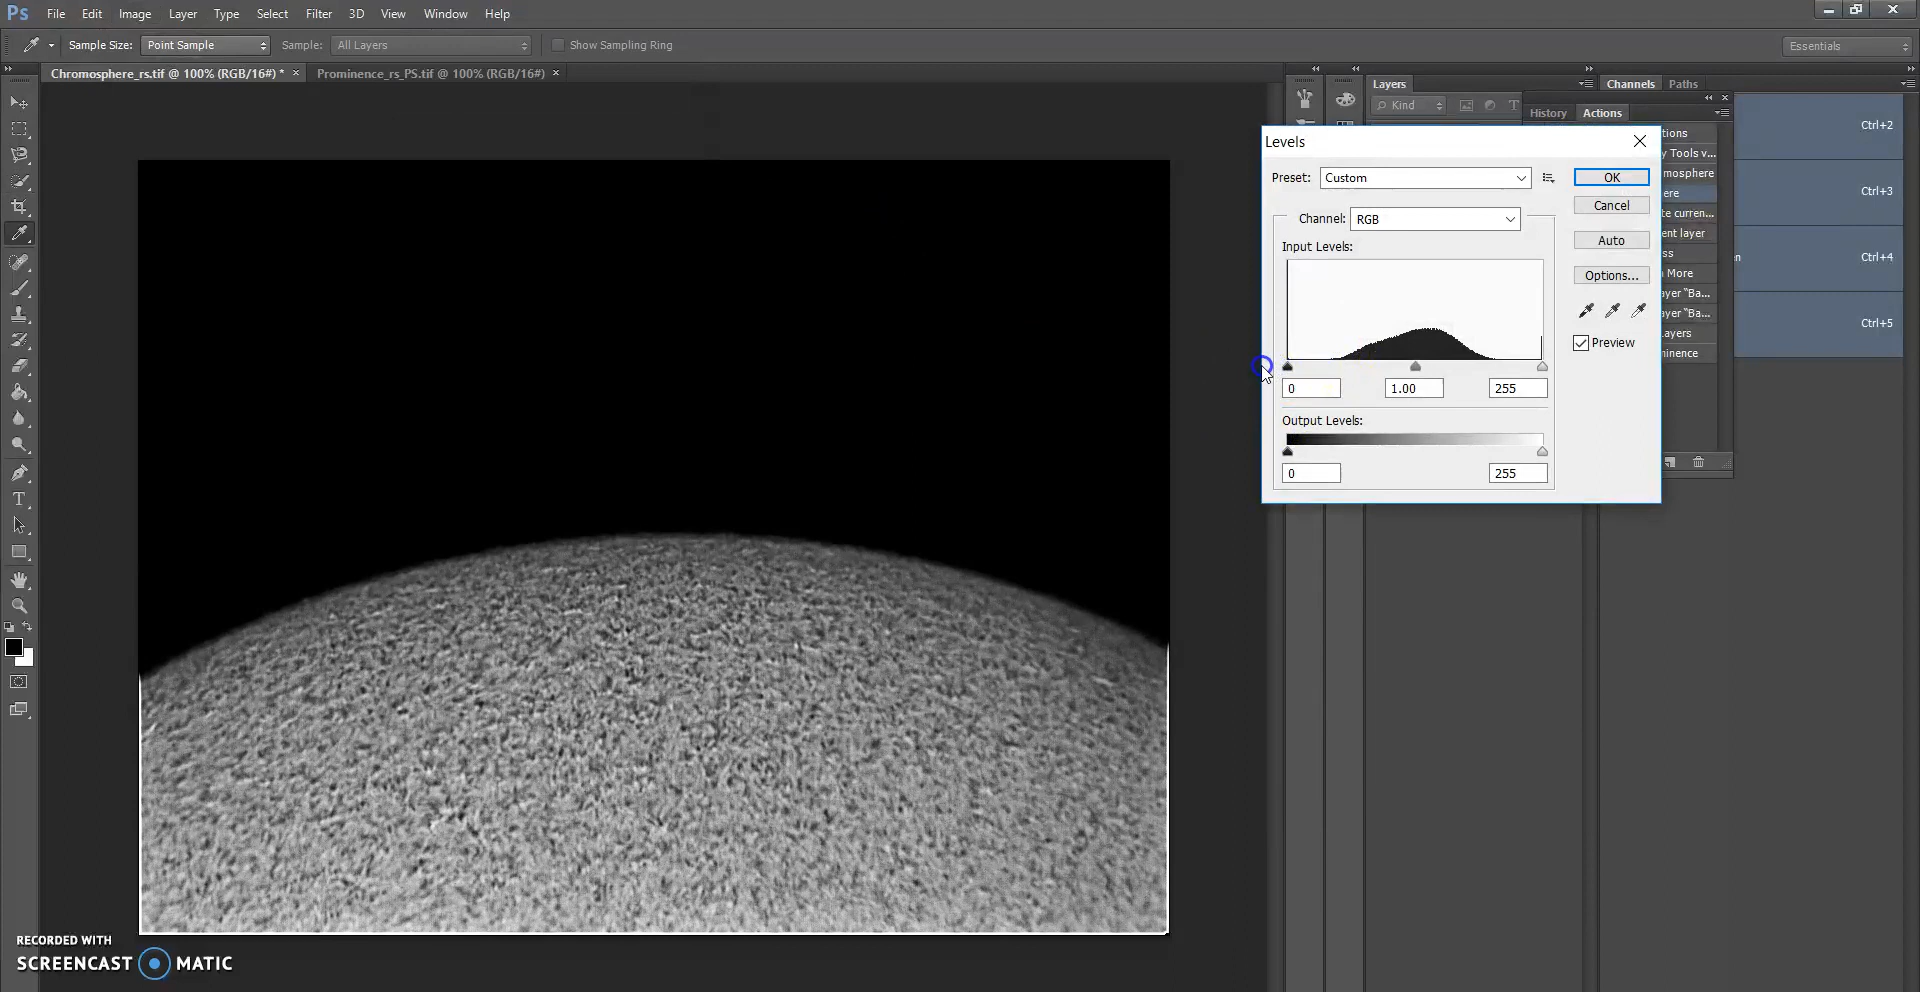 Ps File Edit Image Layer Type Select Filter 3D View Window Help
Sample Size: Point Sample Sample: All Layers Show Sampling Ring Essentials
Chromosphere_rs.tif @ 100% (RGB/16#) * × Prominence_rs_PS.tif @ 100% (RGB/16#) ×
Layers Channels Paths
Kind T
History Actions
Ctrl+2
Ctrl+3
Ctrl+4
Ctrl+5
tions
y Tools v...
mosphere
ere
te curren...
ent layer
ss
n More
ayer "Ba...
ayer "Ba...
ayers
minence
en
Levels
Preset: Custom OK
Cancel
Channel: RGB
Auto
Input Levels:
Options...
Preview
0 1.00 255
Output Levels:
0 255
T
RECORDED WITH
SCREENCAST MATIC